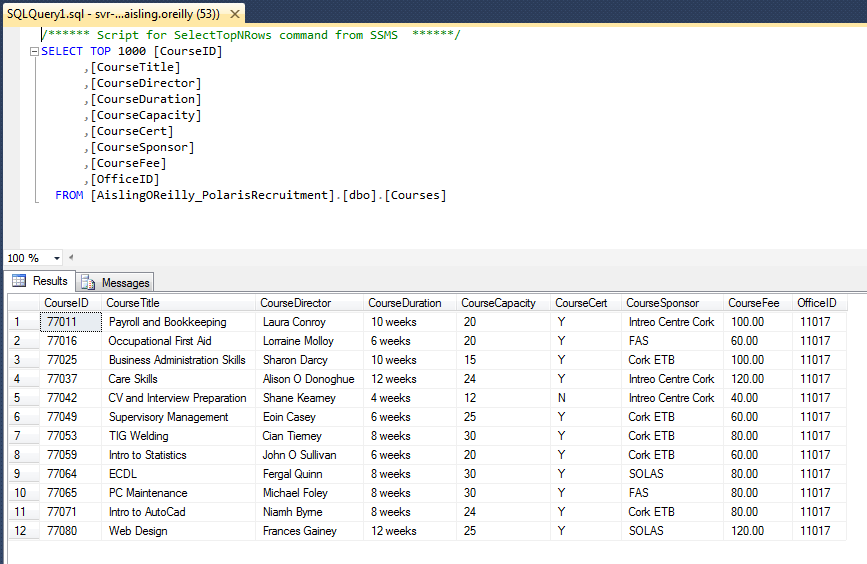 SQLQuery1.sql - svr-...aisling.oreilly (53))
/****** Script for SelectTopNRows command from SSMS ******/
SELECT TOP 1000 [CourseID]
,[CourseTitle]
,[CourseDirector]
,[CourseDuration]
,[CourseCapacity]
,[CourseCert]
,[CourseSponsor]
,[CourseFee]
,[OfficeID]
FROM [AislingOReilly_PolarisRecruitment].[dbo].[Courses]
100 %
Results Messages
CourseID CourseTitle CourseDirector CourseDuration CourseCapacity CourseCert CourseSponsor CourseFee OfficeID
1 77011 Payroll and Bookkeeping Laura Conroy 10 weeks 20 Y Intreo Centre Cork 100.00 11017
2 77016 Occupational First Aid Lorraine Molloy 6 weeks 20 Y FAS 60.00 11017
3 77025 Business Administration Skills Sharon Darcy 10 weeks 15 Y Cork ETB 100.00 11017
4 77037 Care Skills Alison O Donoghue 12 weeks 24 Y Intreo Centre Cork 120.00 11017
5 77042 CV and Interview Preparation Shane Kearney 4 weeks 12 N Intreo Centre Cork 40.00 11017
6 77049 Supervisory Management Eoin Casey 6 weeks 25 Y Cork ETB 60.00 11017
7 77053 TIG Welding Cian Tierney 8 weeks 30 Y Cork ETB 80.00 11017
8 77059 Intro to Statistics John O Sullivan 6 weeks 20 Y Cork ETB 60.00 11017
9 77064 ECDL Fergal Quinn 8 weeks 30 Y SOLAS 80.00 11017
10 77065 PC Maintenance Michael Foley 8 weeks 30 Y FAS 80.00 11017
11 77071 Intro to AutoCad Niamh Byrne 8 weeks 24 Y Cork ETB 80.00 11017
12 77080 Web Design Frances Gainey 12 weeks 25 Y SOLAS 120.00 11017